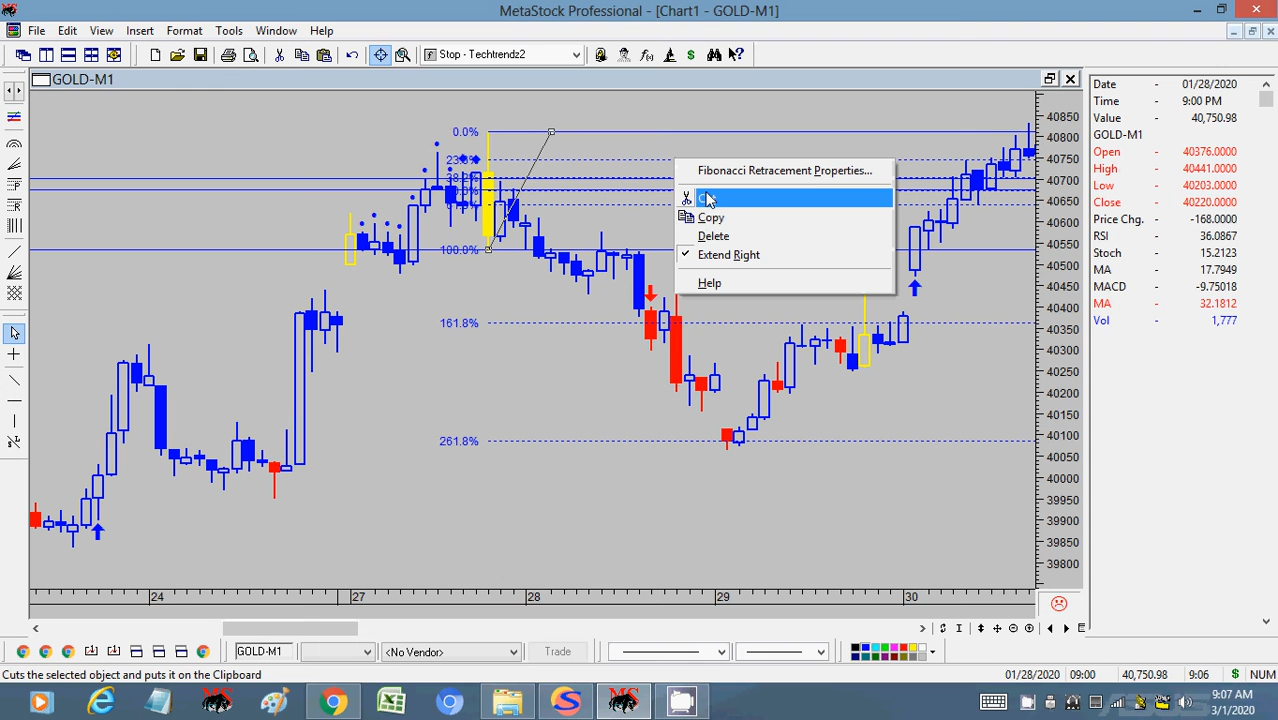 MetaStock Professional - [Chart1 - GOLD-M1]
File Edit View Insert Format Tools Window Help
Stop - Techtrendz2
GOLD-M1
0.0%
100.0%
161.8%
261.8%
Fibonacci Retracement Properties...
Copy
Delete
Extend Right
Help
40850
40800
40750
40700
40650
40600
40550
40500
40450
40400
40350
40300
40250
40200
40150
40100
40050
40000
39950
39900
39850
39800
24 27 28 29 30
Date - 01/28/2020
Time - 9:00 PM
Value - 40,750.98
GOLD-M1
Open - 40376.0000
High - 40441.0000
Low - 40203.0000
Close - 40220.0000
Price Chg. - -168.0000
RSI - 36.0867
Stoch - 15.2123
MA - 17.7949
MACD - -9.75018
MA - 32.1812
Vol - 1,777
GOLD-M1 <No Vendor> Trade
Cuts the selected object and puts it on the Clipboard 01/28/2020 09:00 40,750.98 9:06 $ NUM
9:07 AM
3/1/2020